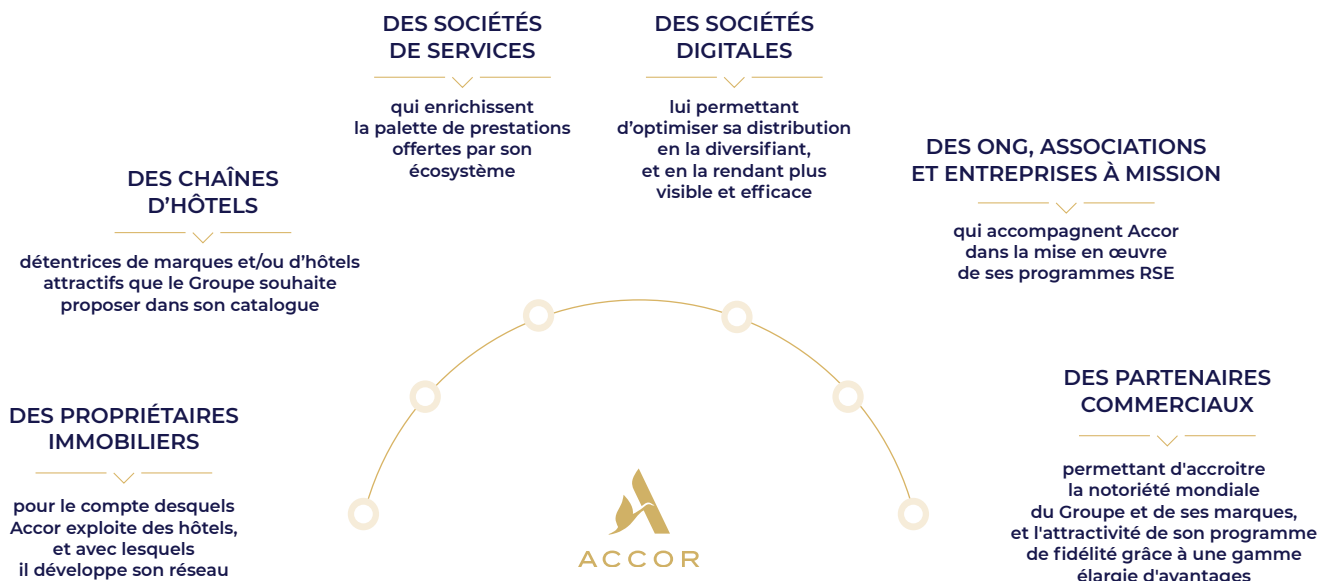 DES SOCIÉTÉS
DE SERVICES
qui enrichissent
la palette de prestations
offertes par son
écosystème
DES SOCIÉTÉS
DIGITALES
lui permettant
d’optimiser sa distribution
en la diversifiant,
et en la rendant plus
visible et efficace
DES CHAÎNES
D’HÔTELS
détentrices de marques et/ou d’hôtels
attractifs que le Groupe souhaite
proposer dans son catalogue
DES ONG, ASSOCIATIONS
ET ENTREPRISES À MISSION
qui accompagnent Accor
dans la mise en œuvre
de ses programmes RSE
DES PROPRIÉTAIRES
IMMOBILIERS
pour le compte desquels
Accor exploite des hôtels,
et avec lesquels
il développe son réseau
DES PARTENAIRES
COMMERCIAUX
permettant d'accroitre
la notoriété mondiale
du Groupe et de ses marques,
et l'attractivité de son programme
de fidélité grâce à une gamme
élargie d'avantages
ACCOR